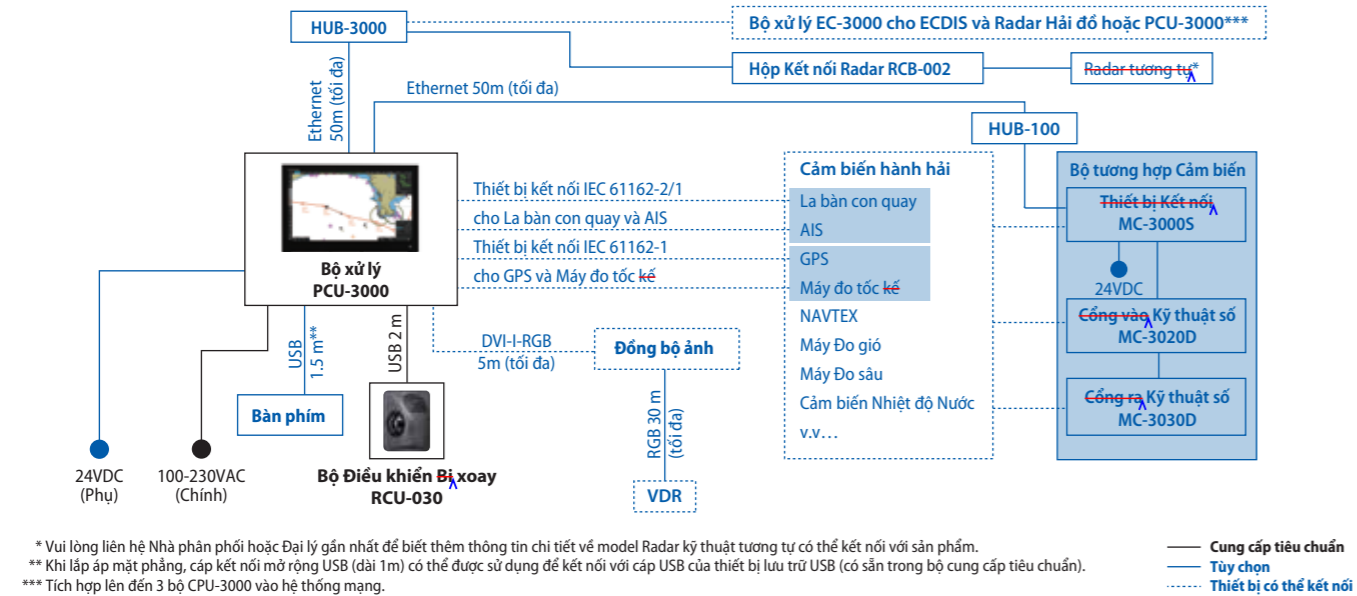 HUB-3000
Bộ xử lý EC-3000 cho ECDIS và Radar Hải đồ hoặc PCU-3000***
Hộp Kết nối Radar RCB-002
Radar tương tự*
Ethernet
50m (tối đa)
Ethernet 50m (tối đa)
HUB-100
Bộ xử lý
PCU-3000
Thiết bị kết nối IEC 61162-2/1
cho La bàn con quay và AIS
Thiết bị kết nối IEC 61162-1
cho GPS và Máy đo tốc kế
Cảm biến hành hải
La bàn con quay
AIS
GPS
Máy đo tốc kế
NAVTEX
Máy Đo gió
Máy Đo sâu
Cảm biến Nhiệt độ Nước
v.v…
Bộ tương hợp Cảm biến
Thiết bị Kết nối
MC-3000S
24VDC
Cổng vào Kỹ thuật số
MC-3020D
Cổng ra Kỹ thuật số
MC-3030D
USB
1.5 m**
USB 2 m
DVI-I-RGB
5m (tối đa)
Đồng bộ ảnh
RGB 30 m
(tối đa)
VDR
Bàn phím
24VDC
(Phụ)
100-230VAC
(Chính)
Bộ Điều khiển Bi xoay
RCU-030
* Vui lòng liên hệ Nhà phân phối hoặc Đại lý gần nhất để biết thêm thông tin chi tiết về model Radar kỹ thuật tương tự có thể kết nối với sản phẩm.
** Khi lắp áp mặt phẳng, cáp kết nối mở rộng USB (dài 1m) có thể được sử dụng để kết nối với cáp USB của thiết bị lưu trữ USB (có sẵn trong bộ cung cấp tiêu chuẩn).
*** Tích hợp lên đến 3 bộ CPU-3000 vào hệ thống mạng.
Cung cấp tiêu chuẩn
Tùy chọn
Thiết bị có thể kết nối